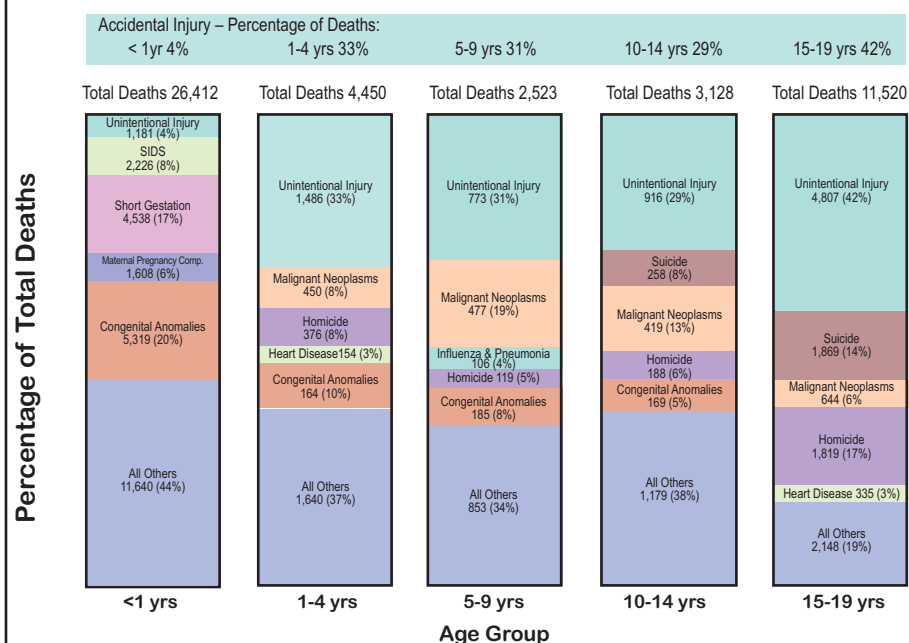 Accidental Injury – Percentage of Deaths:
< 1yr 4%
1-4 yrs 33%
5-9 yrs 31%
10-14 yrs 29%
15-19 yrs 42%
Total Deaths 26,412
Total Deaths 4,450
Total Deaths 2,523
Total Deaths 3,128
Total Deaths 11,520
Percentage of Total Deaths
Unintentional Injury
1,181 (4%)
SIDS
2,226 (8%)
Short Gestation
4,538 (17%)
Maternal Pregnancy Comp.
1,608 (6%)
Congenital Anomalies
5,319 (20%)
All Others
11,640 (44%)
<1 yrs
Unintentional Injury
1,486 (33%)
Malignant Neoplasms
450 (8%)
Homicide
376 (8%)
Heart Disease154 (3%)
Congenital Anomalies
164 (10%)
All Others
1,640 (37%)
1-4 yrs
Unintentional Injury
773 (31%)
Malignant Neoplasms
477 (19%)
Influenza & Pneumonia
106 (4%)
Homicide 119 (5%)
Congenital Anomalies
185 (8%)
All Others
853 (34%)
5-9 yrs
Unintentional Injury
916 (29%)
Suicide
258 (8%)
Malignant Neoplasms
419 (13%)
Homicide
188 (6%)
Congenital Anomalies
169 (5%)
All Others
1,179 (38%)
10-14 yrs
Unintentional Injury
4,807 (42%)
Suicide
1,869 (14%)
Malignant Neoplasms
644 (6%
Homicide
1,819 (17%)
Heart Disease 335 (3%)
All Others
2,148 (19%)
15-19 yrs
Age Group